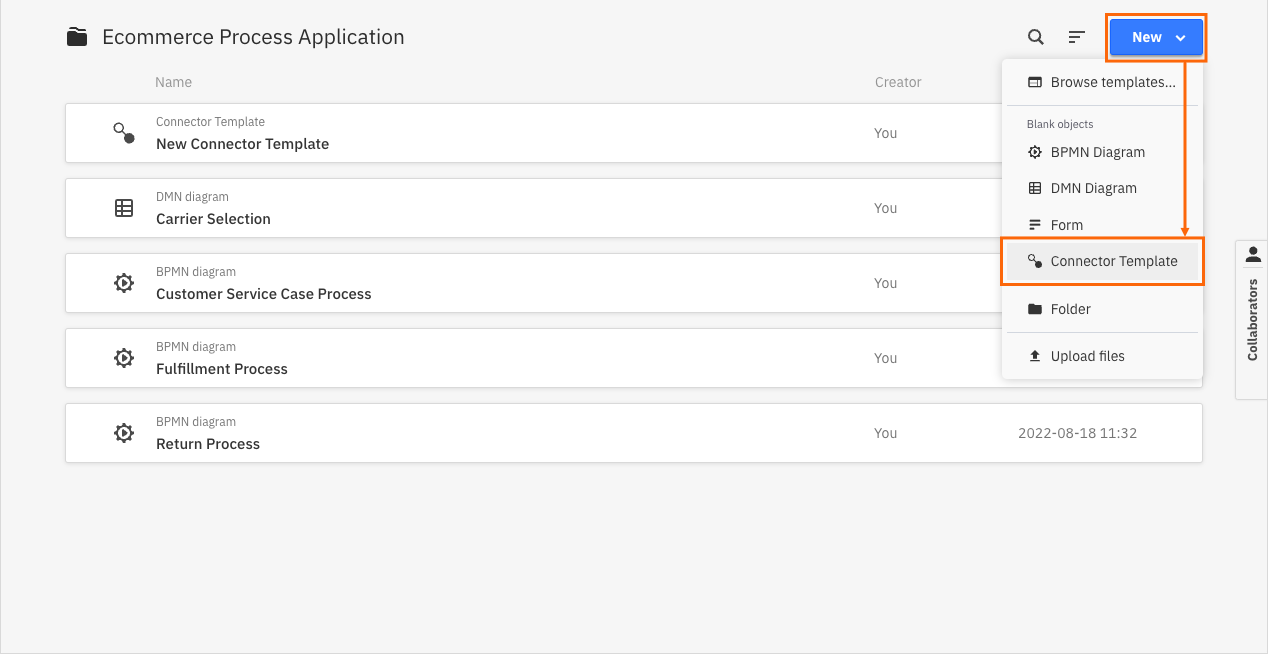 Ecommerce Process Application
New
Name
Creator
Browse templates...
Connector Template
New Connector Template
You
Blank objects
BPMN Diagram
DMN diagram
Carrier Selection
You
DMN Diagram
Form
BPMN diagram
Customer Service Case Process
You
Connector Template
Folder
BPMN diagram
Fulfillment Process
You
Upload files
Collaborators
BPMN diagram
Return Process
You
2022-08-18 11:32